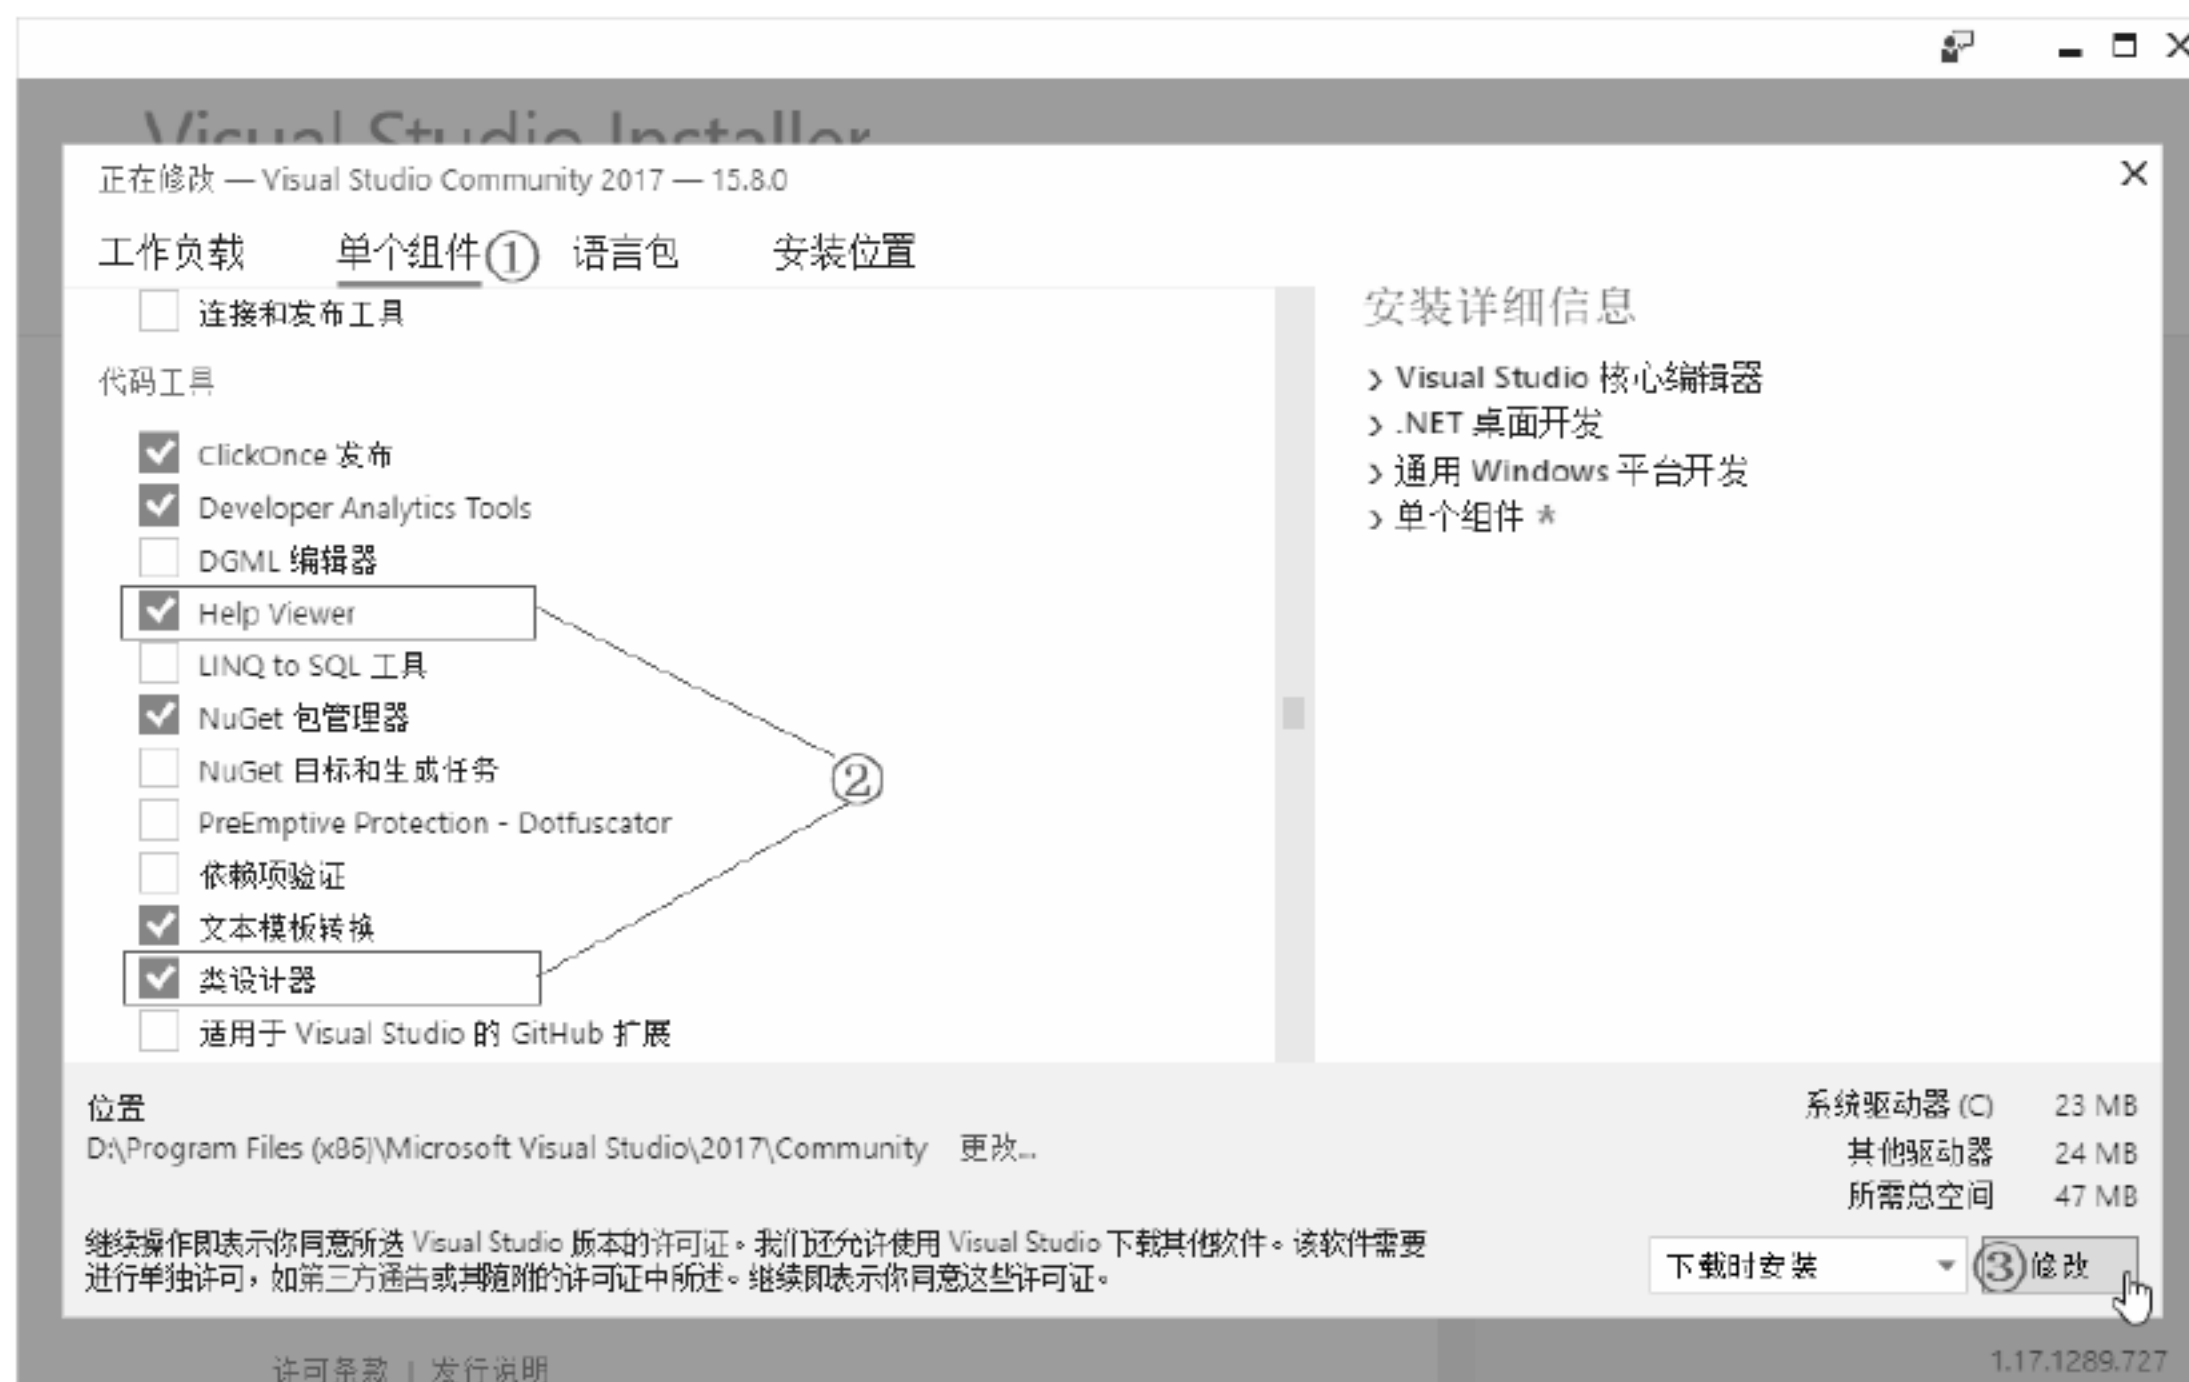 Visual Studio Installer
正在修改 — Visual Studio Community 2017 — 15.8.0
工作负载 单个组件 ① 语言包 安装位置
连接和发布工具
代码工具
ClickOnce 发布
Developer Analytics Tools
DGML 编辑器
Help Viewer
LINQ to SQL 工具
NuGet 包管理器
NuGet 目标和生成任务
PreEmptive Protection - Dotfuscator
依赖项验证
文本模板转换
类设计器
适用于 Visual Studio 的 GitHub 扩展
②
安装详细信息
> Visual Studio 核心编辑器
> .NET 桌面开发
> 通用 Windows 平台开发
> 单个组件 *
位置
D:\Program Files (x86)\Microsoft Visual Studio\2017\Community 更改...
系统驱动器 (C) 23 MB
其他驱动器 24 MB
所需总空间 47 MB
继续操作即表示你同意所选 Visual Studio 版本的许可证。我们还允许使用 Visual Studio 下载其他软件。该软件需要
进行单独许可，如第三方通告或其随附的许可证中所述。继续即表示你同意这些许可证。
下载时安装 ③ 修改
许可条款 | 发行说明
1.17.1289.727